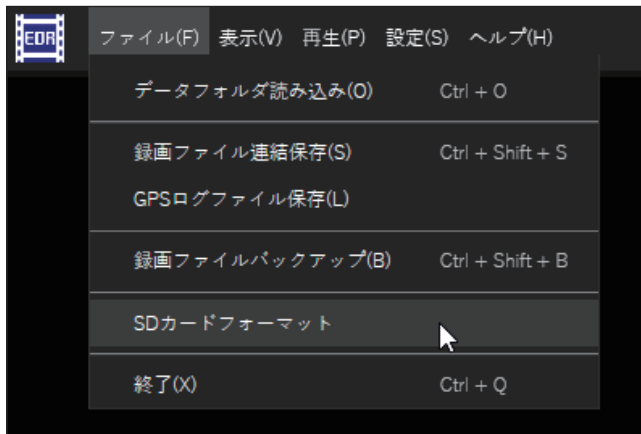 EDR ファイル(F) 表示(V) 再生(P) 設定(S) ヘルプ(H)
データフォルダ読み込み(O) Ctrl + O
録画ファイル連結保存(S) Ctrl + Shift + S
GPSログファイル保存(L)
録画ファイルバックアップ(B) Ctrl + Shift + B
SDカードフォーマット
終了(X) Ctrl + Q